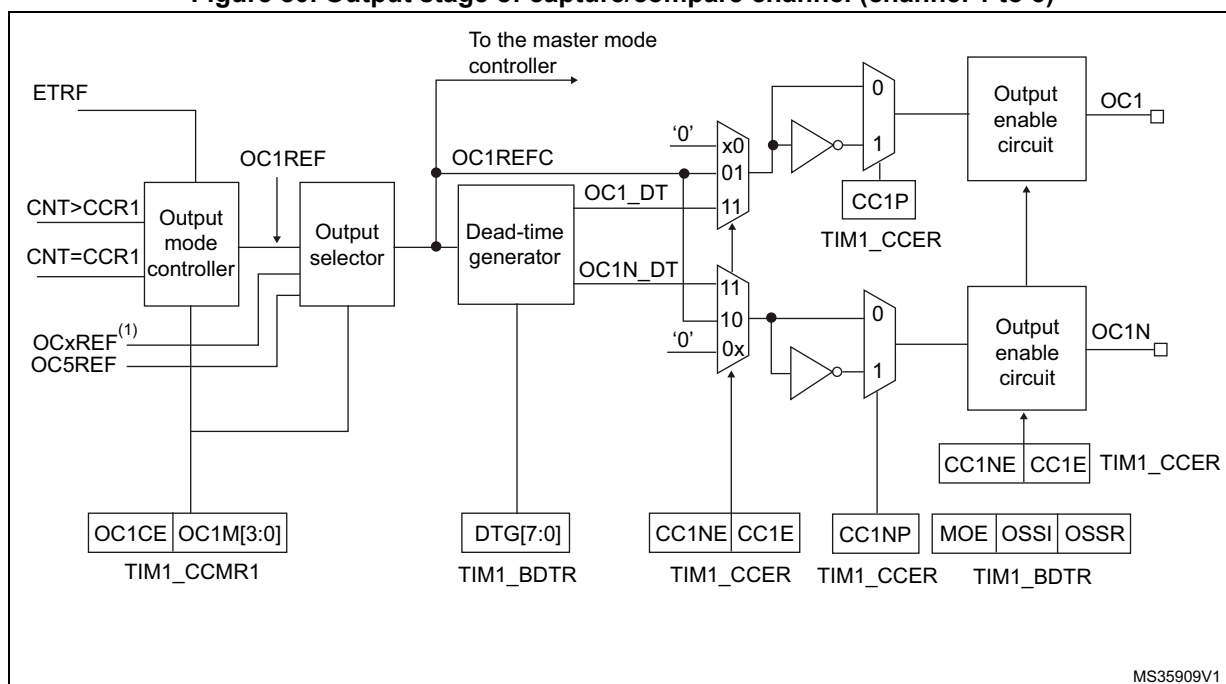 To the master mode
controller
ETRF
OC1REF
OC1REFC
CNT>CCR1
CNT=CCR1
Output
mode
controller
Output
selector
OCxREF(1)
OC5REF
Dead-time
generator
OC1_DT
OC1N_DT
'0'
x0
01
11
11
10
0x
'0'
0
1
CC1P
TIM1_CCER
0
1
Output
enable
circuit
OC1
Output
enable
circuit
OC1N
CC1NE CC1E TIM1_CCER
OC1CE OC1M[3:0]
TIM1_CCMR1
DTG[7:0]
TIM1_BDTR
CC1NE CC1E
TIM1_CCER
CC1NP
TIM1_CCER
MOE OSSI OSSR
TIM1_BDTR
MS35909V1